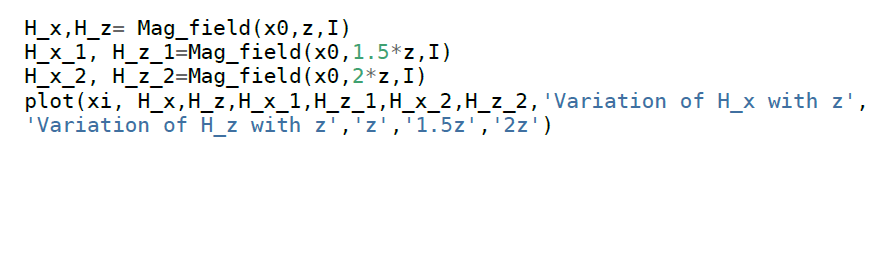 H_x,H_z= Mag_field(x0,z,I)
H_x_1, H_z_1=Mag_field(x0,1.5*z,I)
H_x_2, H_z_2=Mag_field(x0,2*z,I)
plot(xi, H_x,H_z,H_x_1,H_z_1,H_x_2,H_z_2,'Variation of H_x with z',
'Variation of H_z with z','z','1.5z','2z')